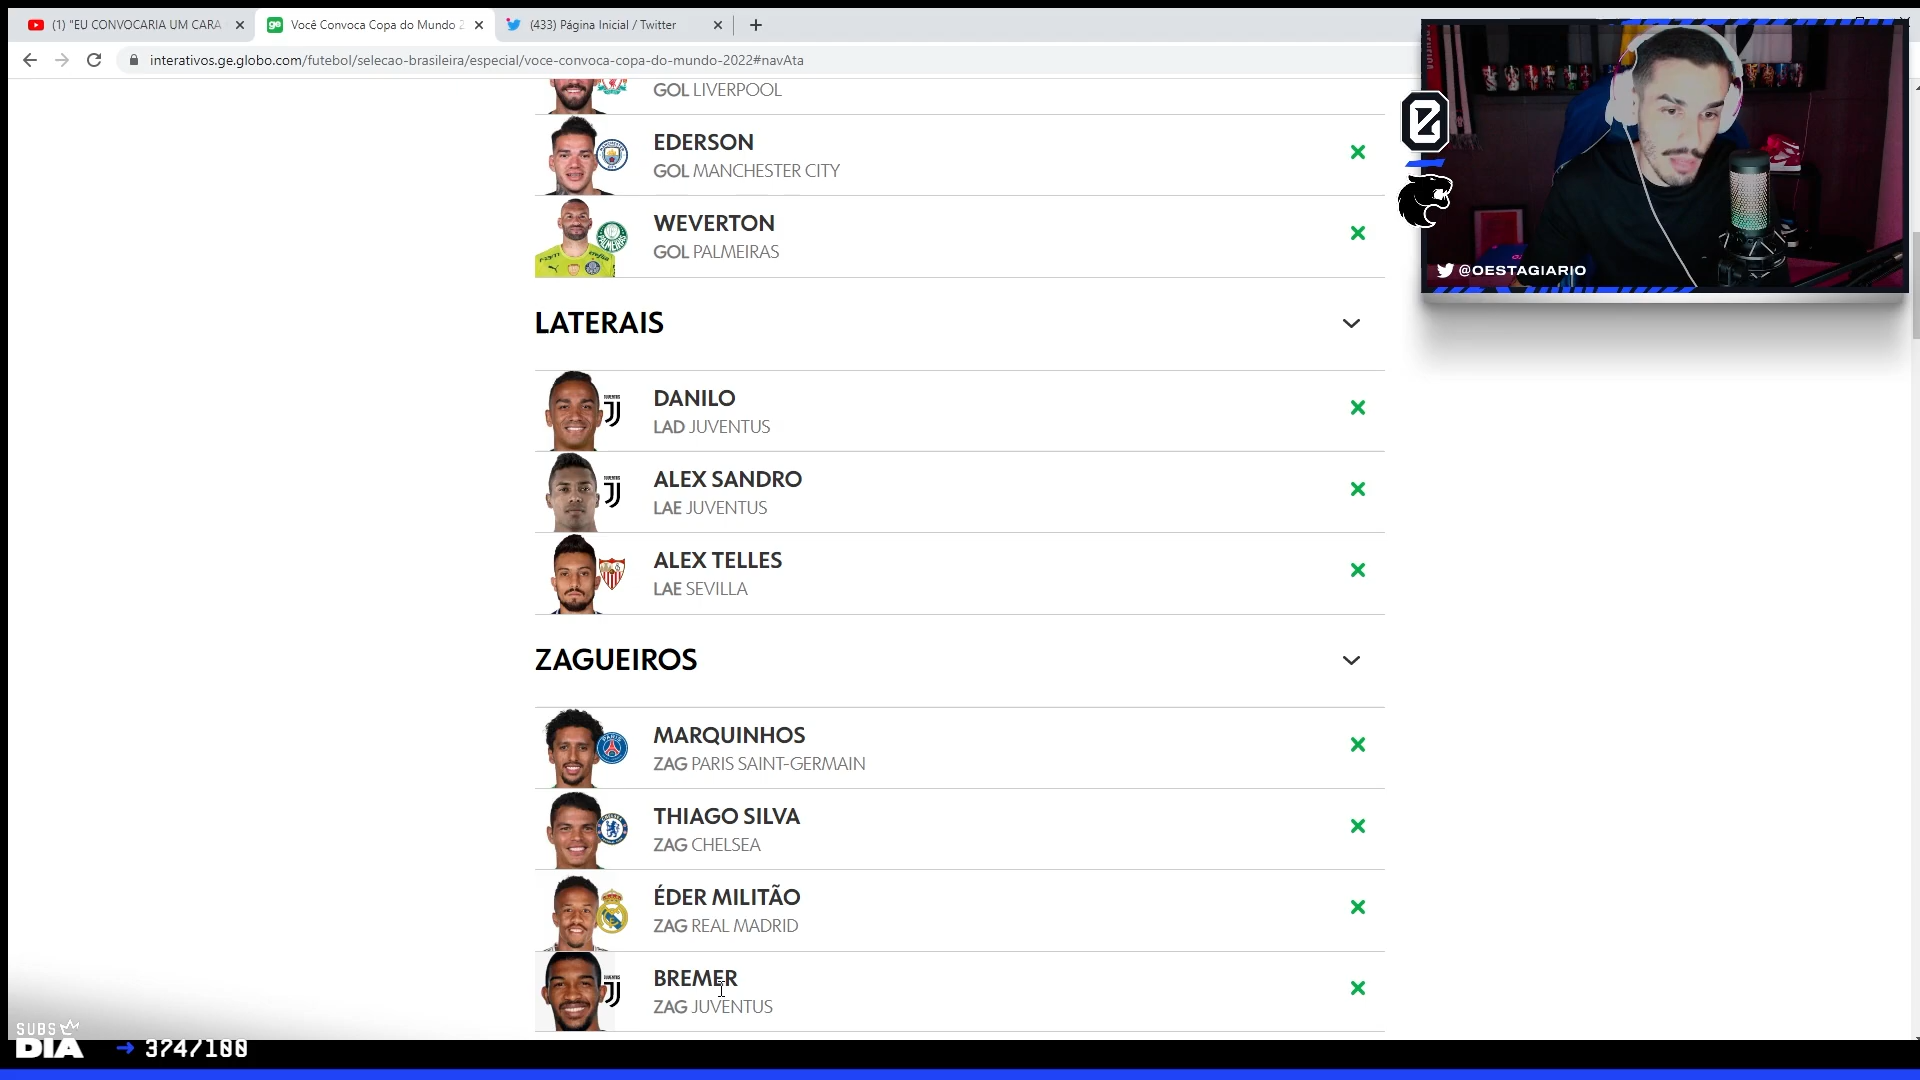 (1) "EU CONVOCARIA UM CARA
Você Convoca Copa do Mundo 2
(433) Página Inicial / Twitter
interativos.ge.globo.com/futebol/selecao-brasileira/especial/voce-convoca-copa-do-mundo-2022#navAta
GOL LIVERPOOL
EDERSON
GOL MANCHESTER CITY
WEVERTON
GOL PALMEIRAS
@OESTAGIARIO
LATERAIS
DANILO
LAD JUVENTUS
ALEX SANDRO
LAE JUVENTUS
ALEX TELLES
LAE SEVILLA
ZAGUEIROS
MARQUINHOS
ZAG PARIS SAINT-GERMAIN
THIAGO SILVA
ZAG CHELSEA
ÉDER MILITÃO
ZAG REAL MADRID
BREMER
ZAG JUVENTUS
SUBS
DIA → 374/100